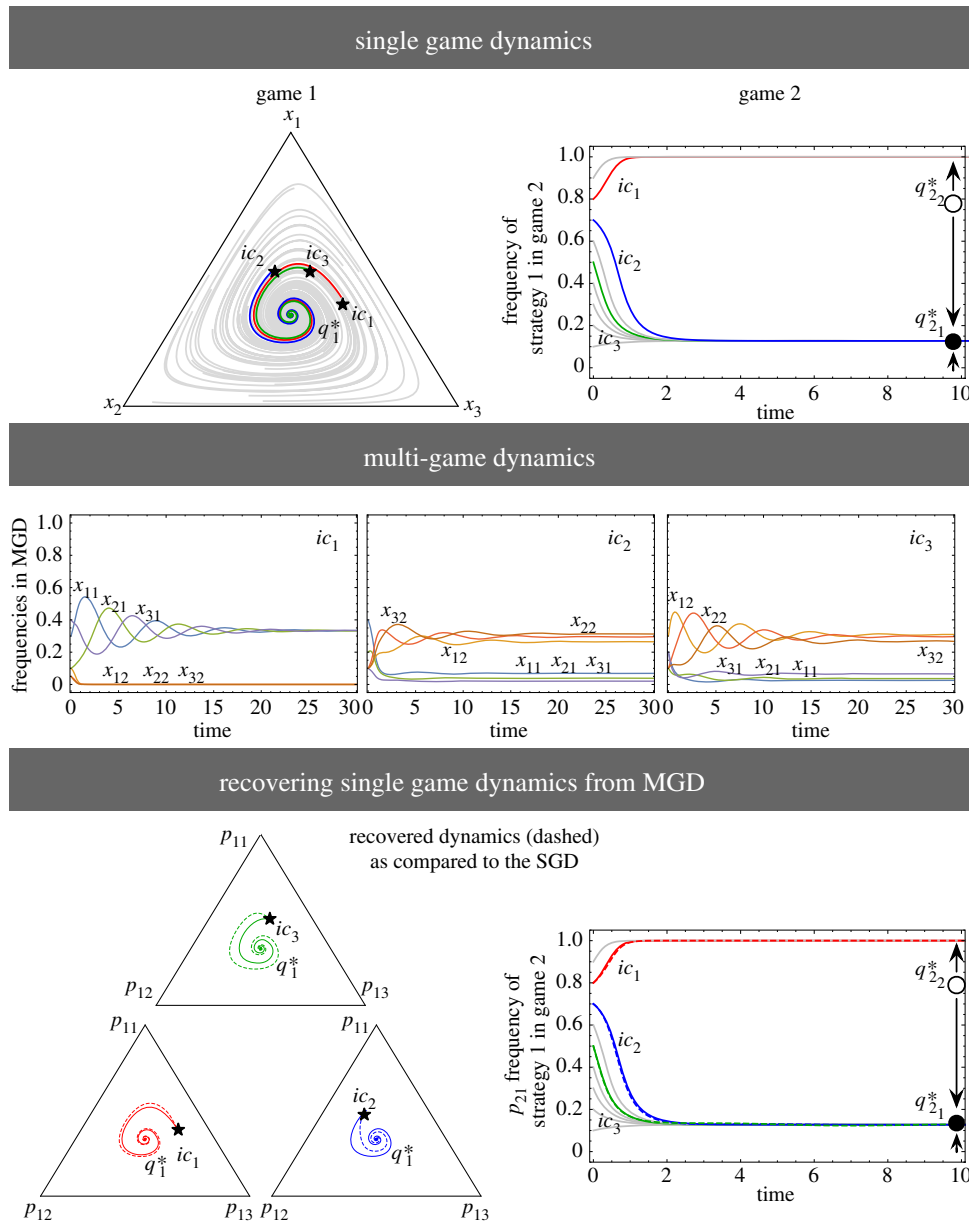 single game dynamics
game 1
game 2
x1
x2
x3
ic2
ic3
ic1
q*1
frequency of
strategy 1 in game 2
1.0
0.8
0.6
0.4
0.2
0
ic1
ic2
ic3
q*22
q*21
0 2 4 6 8 10
time
multi-game dynamics
frequencies in MGD
1.0
0.8
0.4
0.2
0
ic1
x11
x21
x31
x12 x22 x32
0 5 10 15 20 25 30
time
ic2
x32
x22
x12
x11 x21 x31
0 5 10 15 20 25 30
time
ic3
x12
x22
x32
x31 x21 x11
0 5 10 15 20 25 30
time
recovering single game dynamics from MGD
recovered dynamics (dashed)
as compared to the SGD
p11
ic3
q*1
p12
p13
p11
ic1
q*1
p12
p13
p11
ic2
q*1
p12
p13
p21 frequency of
strategy 1 in game 2
1.0
0.8
0.6
0.4
0.2
0
ic1
ic2
ic3
q*22
q*21
0 2 4 6 8 10
time